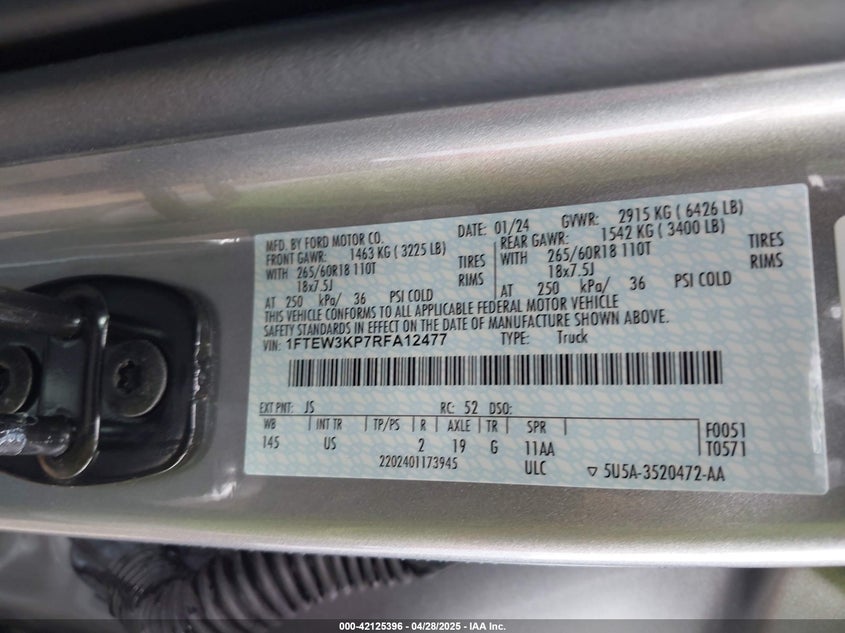 MFD. BY FORD MOTOR CO. DATE: 01/24 GVWR: 2915 KG ( 6426 LB)
FRONT GAWR: 1463 KG ( 3225 LB) REAR GAWR: 1542 KG ( 3400 LB)
WITH 265/60R18 110T TIRES WITH 265/60R18 110T TIRES
18x7.5J RIMS 18x7.5J RIMS
AT 250 kPa/ 36 PSI COLD AT 250 kPa/ 36 PSI COLD
THIS VEHICLE CONFORMS TO ALL APPLICABLE FEDERAL MOTOR VEHICLE
SAFETY STANDARDS IN EFFECT ON THE DATE OF MANUFACTURE SHOWN ABOVE.
VIN: 1FTEW3KP7RFA12477 TYPE: Truck
EXT PNT: JS RC: 52 DSO:
WB INT TR TP/PS R AXLE TR SPR F0051
145 US 2 19 G 11AA T0571
2202401173945 ULC ▽ 5U5A-3520472-AA
000-42125396 - 04/28/2025 - IAA Inc.